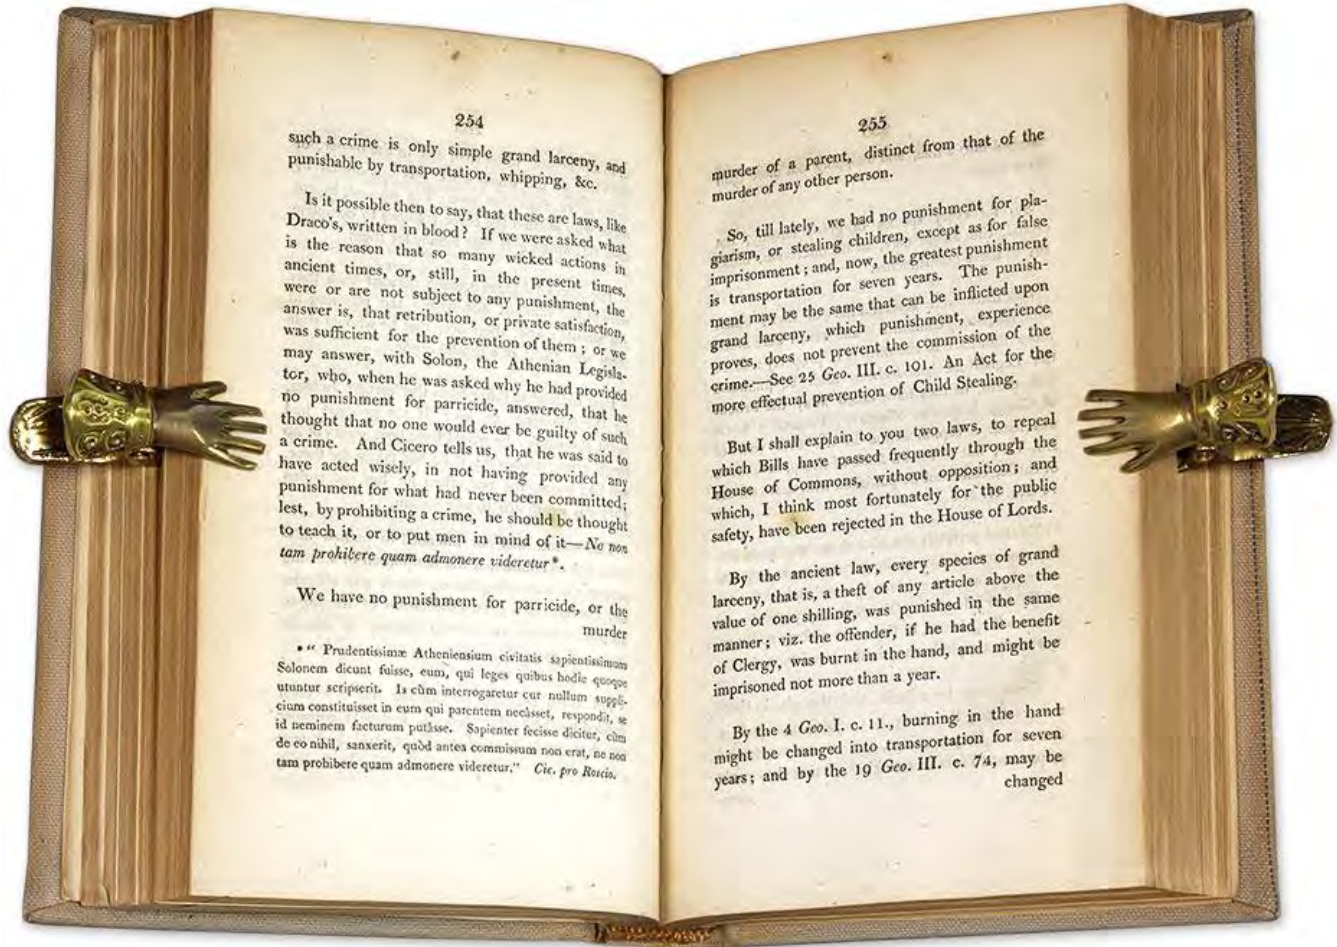 254
such a crime is only simple grand larceny, and
punishable by transportation, whipping, &c.
Is it possible then to say, that these are laws, like
Draco's, written in blood? If we were asked what
is the reason that so many wicked actions in
ancient times, or, still, in the present times,
were or are not subject to any punishment, the
answer is, that retribution, or private satisfaction,
was sufficient for the prevention of them; or we
may answer, with Solon, the Athenian Legisla-
tor, who, when he was asked why he had provided
no punishment for parricide, answered, that he
thought that no one would ever be guilty of such
a crime. And Cicero tells us, that he was said to
have acted wisely, in not having provided any
punishment for what had never been committed;
lest, by prohibiting a crime, he should be thought
to teach it, or to put men in mind of it—Ne non
tam prohibere quam admonere videretur*.
We have no punishment for parricide, or the
murder
*" Prudentissimæ Atheniensium civitatis sapientissimum
Solonem dicunt fuisse, eum, qui leges quibus hodie quoque
utuntur scripserit. Is cùm interrogaretur cur nullum suppli-
cium constituisset in eum qui parentem necâsset, respondit, se
id neminem facturum putâsse. Sapienter fecisse dicitur, cùm
de eo nihil, sanxerit, quòd antea commissum non erat, ne non
tam prohibere quam admonere videretur." Cic. pro Roscio.
255
murder of a parent, distinct from that of the
murder of any other person.
So, till lately, we had no punishment for pla-
giarism, or stealing children, except as for false
imprisonment; and, now, the greatest punishment
is transportation for seven years. The punish-
ment may be the same that can be inflicted upon
grand larceny, which punishment, experience
proves, does not prevent the commission of the
crime.—See 25 Geo. III. c. 101. An Act for the
more effectual prevention of Child Stealing.
But I shall explain to you two laws, to repeal
which Bills have passed frequently through the
House of Commons, without opposition; and
which, I think most fortunately for the public
safety, have been rejected in the House of Lords.
By the ancient law, every species of grand
larceny, that is, a theft of any article above the
value of one shilling, was punished in the same
manner; viz. the offender, if he had the benefit
of Clergy, was burnt in the hand, and might be
imprisoned not more than a year.
By the 4 Geo. I. c. 11., burning in the hand
might be changed into transportation for seven
years; and by the 19 Geo. III. c. 74, may be
changed